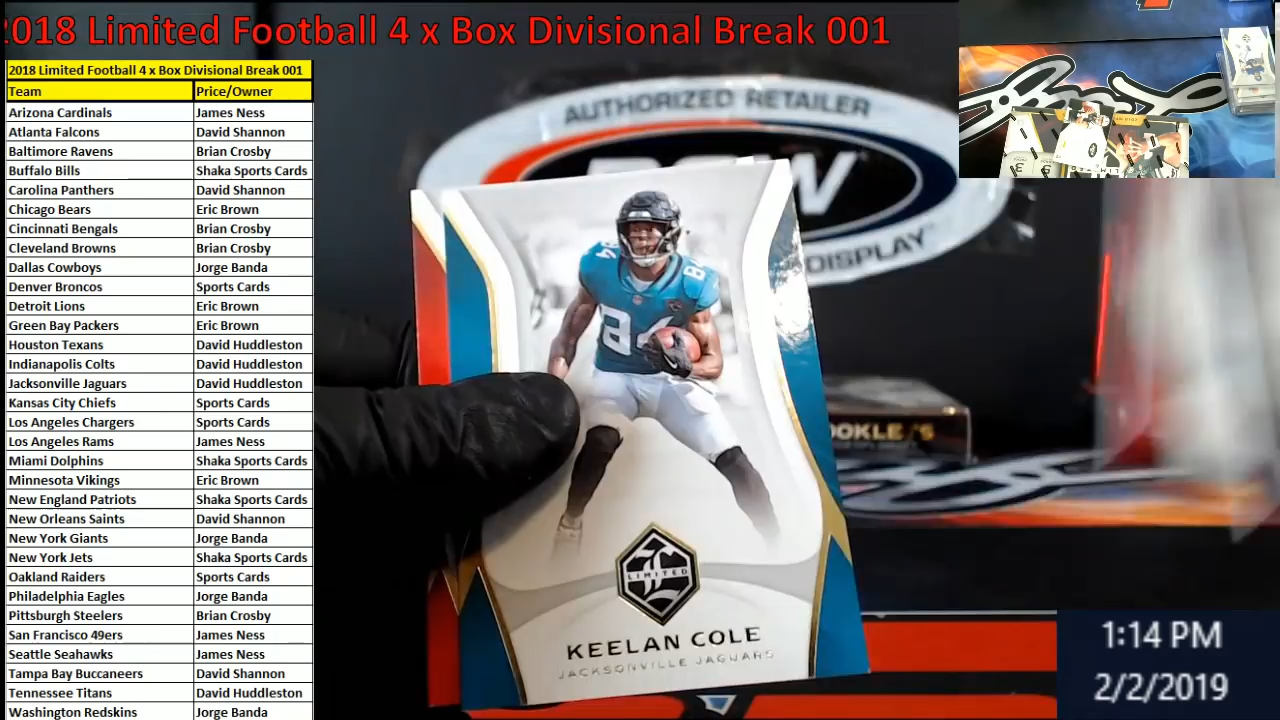 2018 Limited Football 4 x Box Divisional Break 001
2018 Limited Football 4 x Box Divisional Break 001
Team Price/Owner
Arizona Cardinals James Ness
Atlanta Falcons David Shannon
Baltimore Ravens Brian Crosby
Buffalo Bills Shaka Sports Cards
Carolina Panthers David Shannon
Chicago Bears Eric Brown
Cincinnati Bengals Brian Crosby
Cleveland Browns Brian Crosby
Dallas Cowboys Jorge Banda
Denver Broncos Sports Cards
Detroit Lions Eric Brown
Green Bay Packers Eric Brown
Houston Texans David Huddleston
Indianapolis Colts David Huddleston
Jacksonville Jaguars David Huddleston
Kansas City Chiefs Sports Cards
Los Angeles Chargers Sports Cards
Los Angeles Rams James Ness
Miami Dolphins Shaka Sports Cards
Minnesota Vikings Eric Brown
New England Patriots Shaka Sports Cards
New Orleans Saints David Shannon
New York Giants Jorge Banda
New York Jets Shaka Sports Cards
Oakland Raiders Sports Cards
Philadelphia Eagles Jorge Banda
Pittsburgh Steelers Brian Crosby
San Francisco 49ers James Ness
Seattle Seahawks James Ness
Tampa Bay Buccaneers David Shannon
Tennessee Titans David Huddleston
Washington Redskins Jorge Banda
AUTHORIZED RETAILER
DISPLAY
84
84
LIMITED
KEELAN COLE
JACKSONVILLE JAGUARS
1:14 PM
2/2/2019